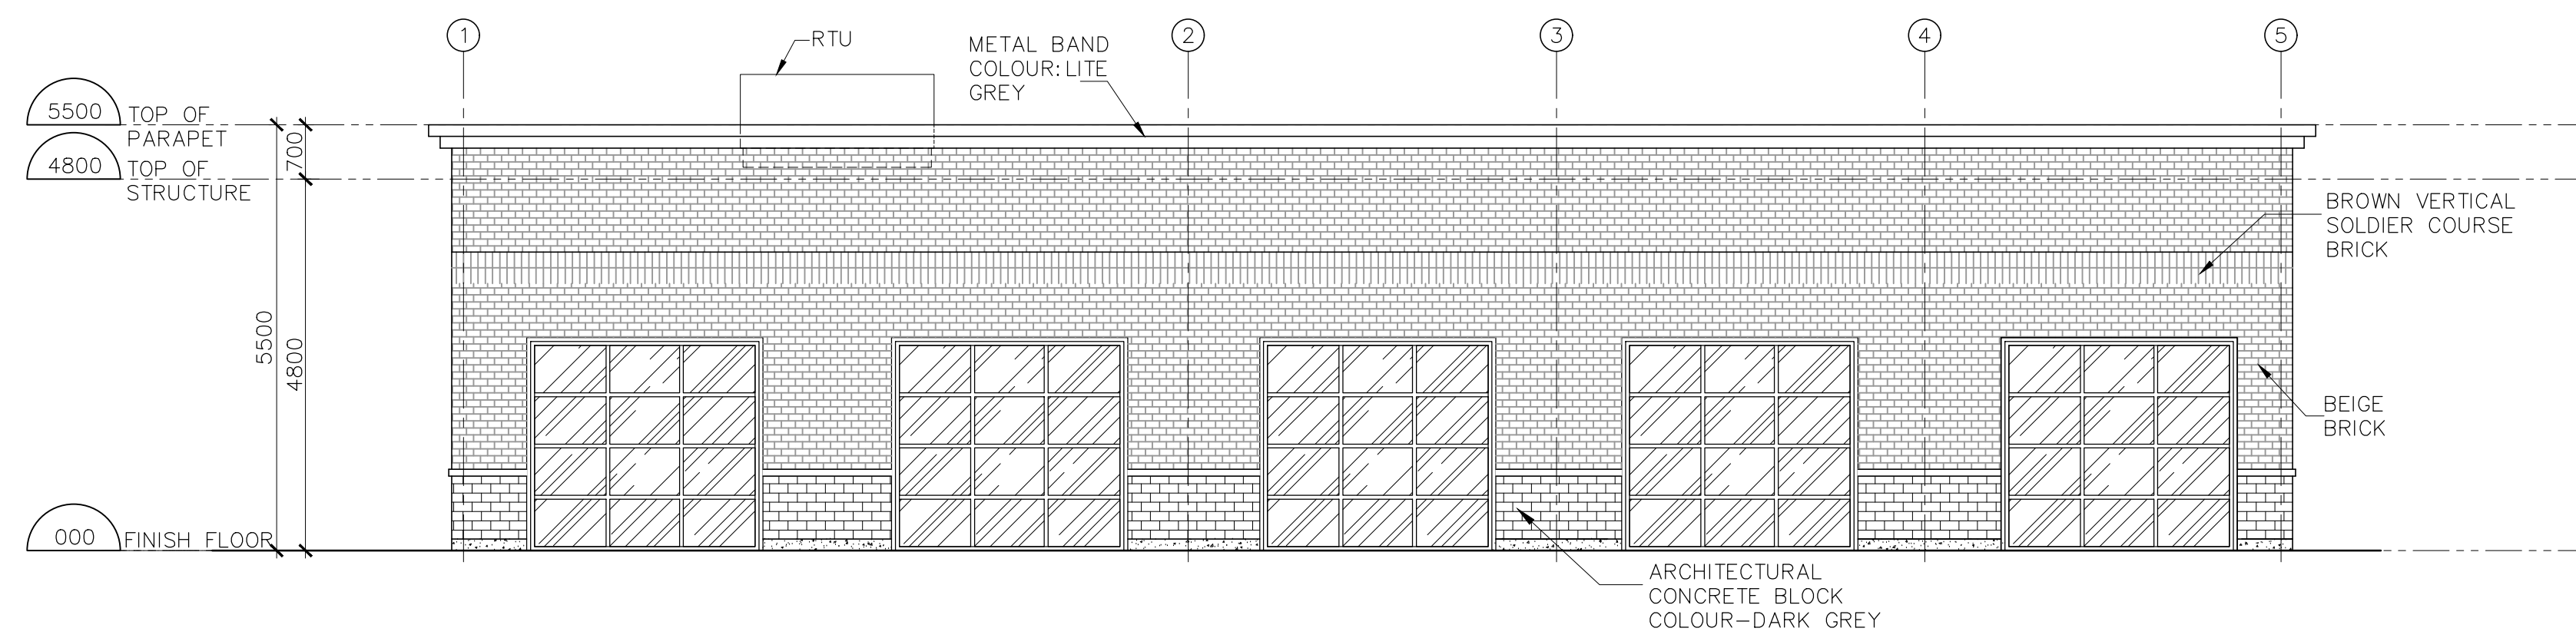 1
2
3
4
5
RTU
METAL BAND
COLOUR: LITE
GREY
5500
TOP OF
PARAPET
4800
TOP OF
STRUCTURE
700
5500
4800
000
FINISH FLOOR
BROWN VERTICAL
SOLDIER COURSE
BRICK
BEIGE
BRICK
ARCHITECTURAL
CONCRETE BLOCK
COLOUR-DARK GREY